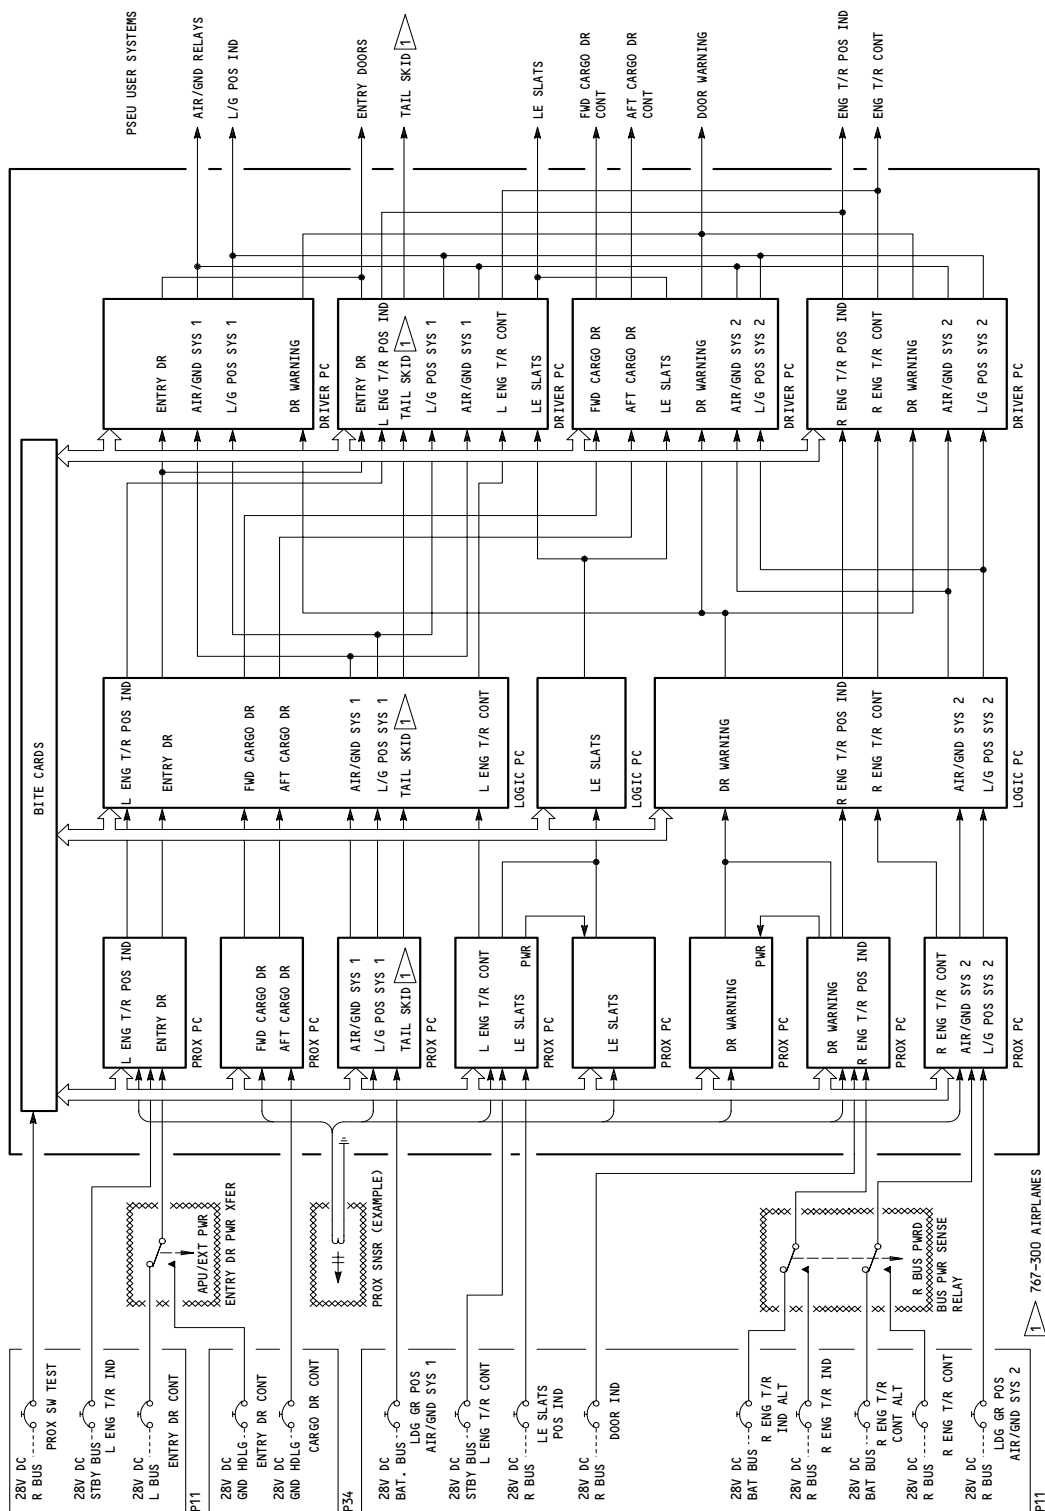 PSEU USER SYSTEMS
AIR/GND RELAYS
L/G POS IND
ENTRY DOORS
TAIL SKID 1
LE SLATS
FWD CARGO DR
CONT
AFT CARGO DR
CONT
DOOR WARNING
ENG T/R POS IND
ENG T/R CONT
BITE CARDS
ENTRY DR
AIR/GND SYS 1
L/G POS SYS 1
DR WARNING
DRIVER PC
ENTRY DR
L ENG T/R POS IND
TAIL SKID 1
L/G POS SYS 1
AIR/GND SYS 1
L ENG T/R CONT
LE SLATS
DRIVER PC
FWD CARGO DR
AFT CARGO DR
LE SLATS
DR WARNING
AIR/GND SYS 2
L/G POS SYS 2
DRIVER PC
R ENG T/R POS IND
R ENG T/R CONT
DR WARNING
AIR/GND SYS 2
L/G POS SYS 2
DRIVER PC
L ENG T/R POS IND
ENTRY DR
FWD CARGO DR
AFT CARGO DR
AIR/GND SYS 1
L/G POS SYS 1
TAIL SKID 1
L ENG T/R CONT
LOGIC PC
LE SLATS
LOGIC PC
DR WARNING
R ENG T/R POS IND
R ENG T/R CONT
AIR/GND SYS 2
L/G POS SYS 2
LOGIC PC
L ENG T/R POS IND
ENTRY DR
PROX PC
FWD CARGO DR
AFT CARGO DR
PROX PC
AIR/GND SYS 1
L/G POS SYS 1
TAIL SKID 1
PROX PC
L ENG T/R CONT
LE SLATS
PWR
PROX PC
LE SLATS
PROX PC
DR WARNING
PWR
PROX PC
DR WARNING
R ENG T/R POS IND
PROX PC
R ENG T/R CONT
AIR/GND SYS 2
L/G POS SYS 2
PROX PC
APU/EXT PWR
ENTRY DR PWR XFER
PROX SNSR (EXAMPLE)
R BUS PWRD
BUS PWR SENSE
RELAY
28V DC
R BUS
PROX SW TEST
28V DC
STBY BUS
L ENG T/R IND
28V DC
L BUS
ENTRY DR CONT
P11
28V DC
GND HDLG
ENTRY DR CONT
28V DC
GND HDLG
CARGO DR CONT
P34
28V DC
BAT. BUS
LDG GR POS
AIR/GND SYS 1
28V DC
STBY BUS
L ENG T/R CONT
28V DC
R BUS
LE SLATS
POS IND
28V DC
R BUS
DOOR IND
28V DC
BAT BUS
R ENG T/R
IND ALT
28V DC
R BUS
R ENG T/R IND
28V DC
BAT BUS
R ENG T/R
CONT ALT
28V DC
R BUS
R ENG T/R CONT
28V DC
R BUS
LDG GR POS
AIR/GND SYS 2
P11
1 767-300 AIRPLANES